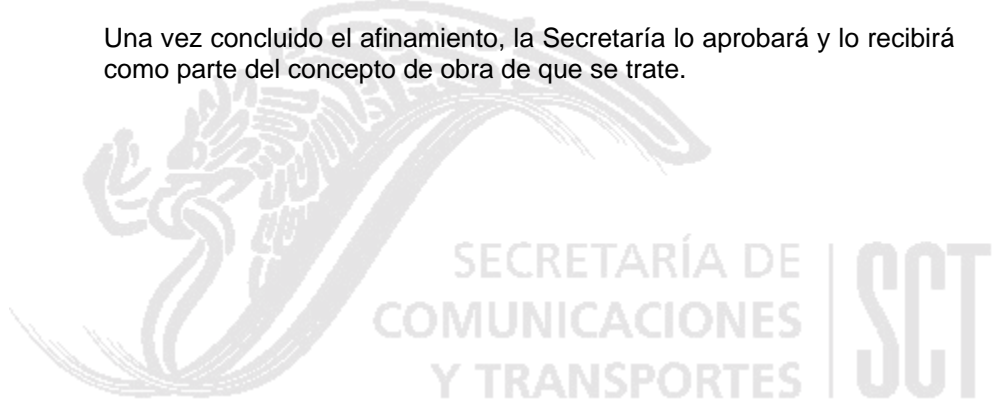 Una vez concluido el afinamiento, la Secretaría lo aprobará y lo recibirá
como parte del concepto de obra de que se trate.
SECRETARÍA DE
COMUNICACIONES
Y TRANSPORTES
SCT